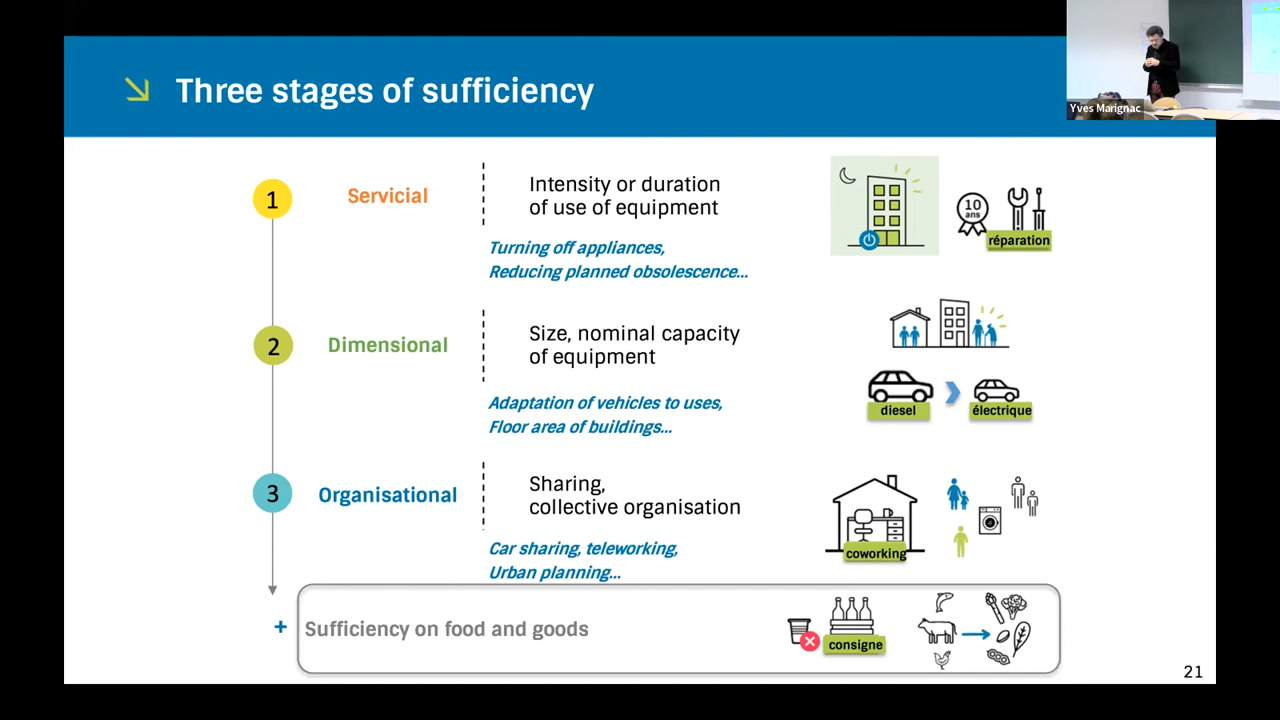 Three stages of sufficiency
Yves Marignac
1
Servicial
Intensity or duration
of use of equipment
Turning off appliances,
Reducing planned obsolescence...
10
ans
réparation
2
Dimensional
Size, nominal capacity
of equipment
Adaptation of vehicles to uses,
Floor area of buildings...
diesel
électrique
3
Organisational
Sharing,
collective organisation
Car sharing, teleworking,
Urban planning...
coworking
+
Sufficiency on food and goods
consigne
21